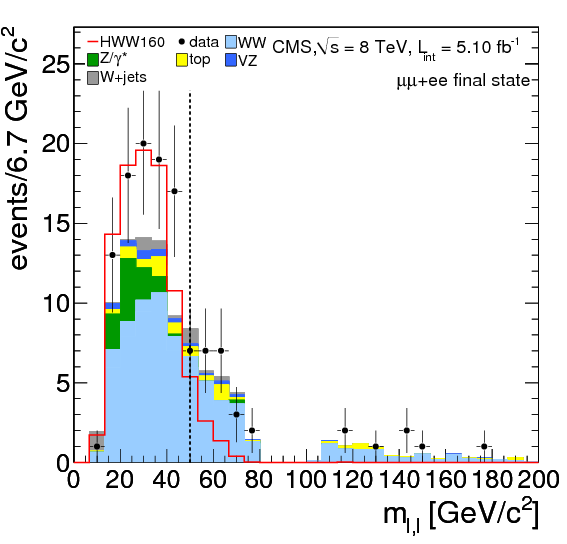 HWW160 data WW CMS,√s = 8 TeV, L_int = 5.10 fb⁻¹
Z/γ* top VZ
W+jets μμ+ee final state
events/6.7 GeV/c²
25
20
15
10
5
0
0 20 40 60 80 100 120 140 160 180 200
m_l,l [GeV/c²]